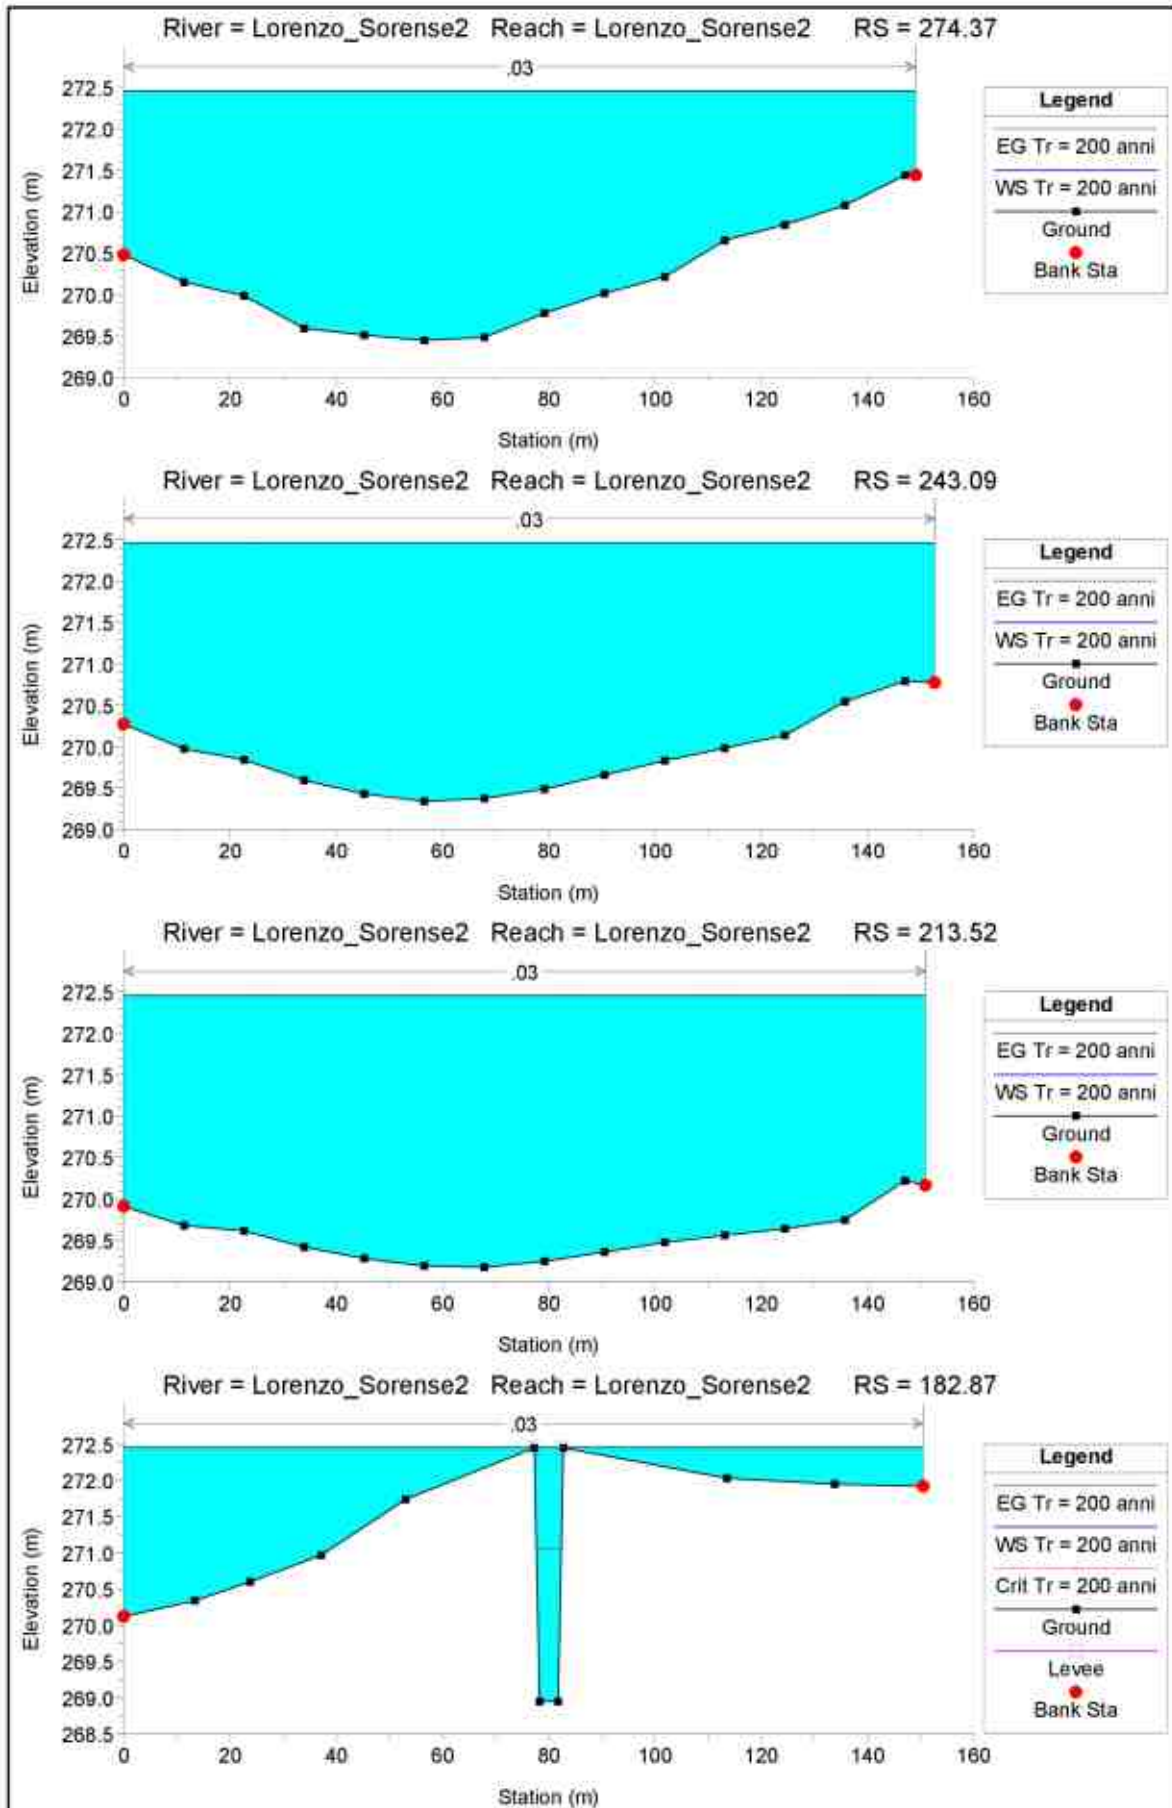 River = Lorenzo_Sorense2 Reach = Lorenzo_Sorense2 RS = 274.37
.03
272.5
272.0
271.5
271.0
270.5
270.0
269.5
269.0
Elevation (m)
0 20 40 60 80 100 120 140 160
Station (m)
Legend
EG Tr = 200 anni
WS Tr = 200 anni
Ground
Bank Sta
River = Lorenzo_Sorense2 Reach = Lorenzo_Sorense2 RS = 243.09
.03
272.5
272.0
271.5
271.0
270.5
270.0
269.5
269.0
Elevation (m)
0 20 40 60 80 100 120 140 160
Station (m)
Legend
EG Tr = 200 anni
WS Tr = 200 anni
Ground
Bank Sta
River = Lorenzo_Sorense2 Reach = Lorenzo_Sorense2 RS = 213.52
.03
272.5
272.0
271.5
271.0
270.5
270.0
269.5
269.0
Elevation (m)
0 20 40 60 80 100 120 140 160
Station (m)
Legend
EG Tr = 200 anni
WS Tr = 200 anni
Ground
Bank Sta
River = Lorenzo_Sorense2 Reach = Lorenzo_Sorense2 RS = 182.87
.03
272.5
272.0
271.5
271.0
270.5
270.0
269.5
269.0
268.5
Elevation (m)
0 20 40 60 80 100 120 140 160
Station (m)
Legend
EG Tr = 200 anni
WS Tr = 200 anni
Crit Tr = 200 anni
Ground
Levee
Bank Sta